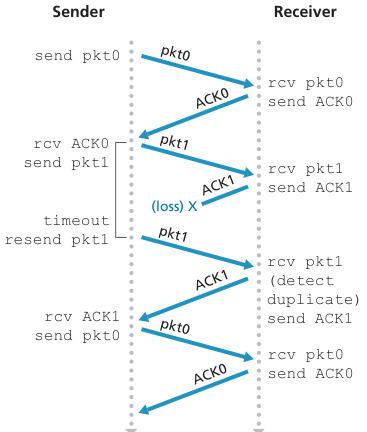 Sender
Receiver
send pkt0
pkt0
rcv pkt0
send ACK0
ACK0
rcv ACK0
send pkt1
pkt1
rcv pkt1
send ACK1
ACK1
(loss) X
timeout
resend pkt1
pkt1
rcv pkt1
(detect
duplicate)
send ACK1
ACK1
rcv ACK1
send pkt0
pkt0
rcv pkt0
send ACK0
ACK0